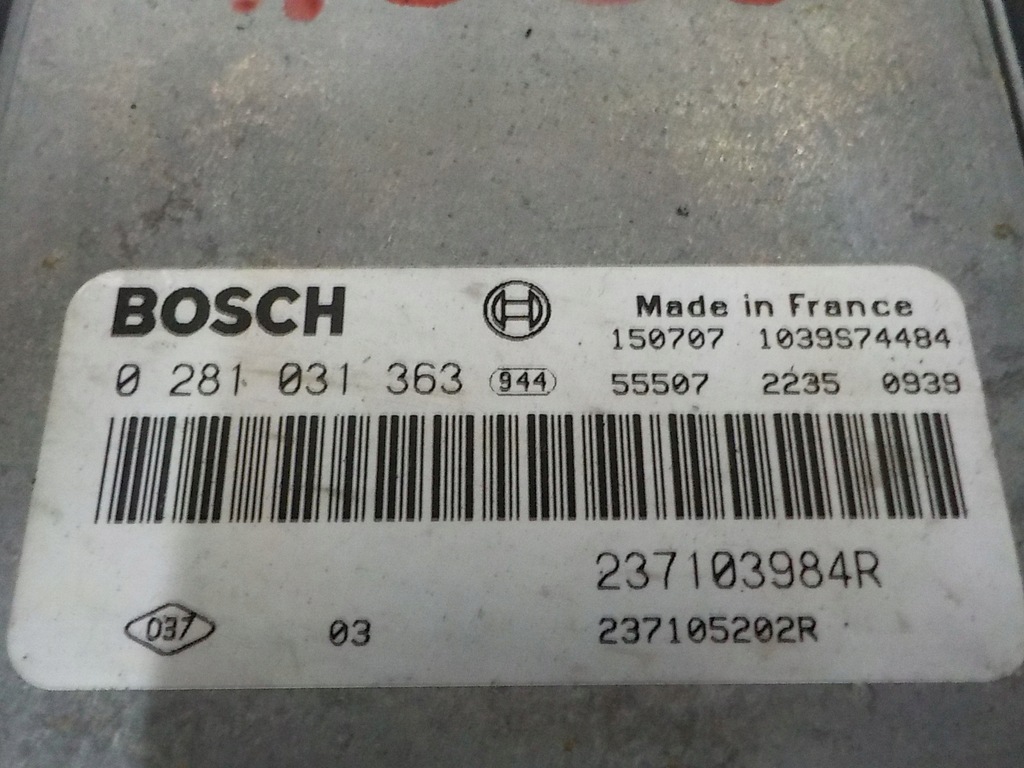 BOSCH
Made in France
150707 1039S74484
0 281 031 363 944 55507 2235 0939
237103984R
037 03 237105202R